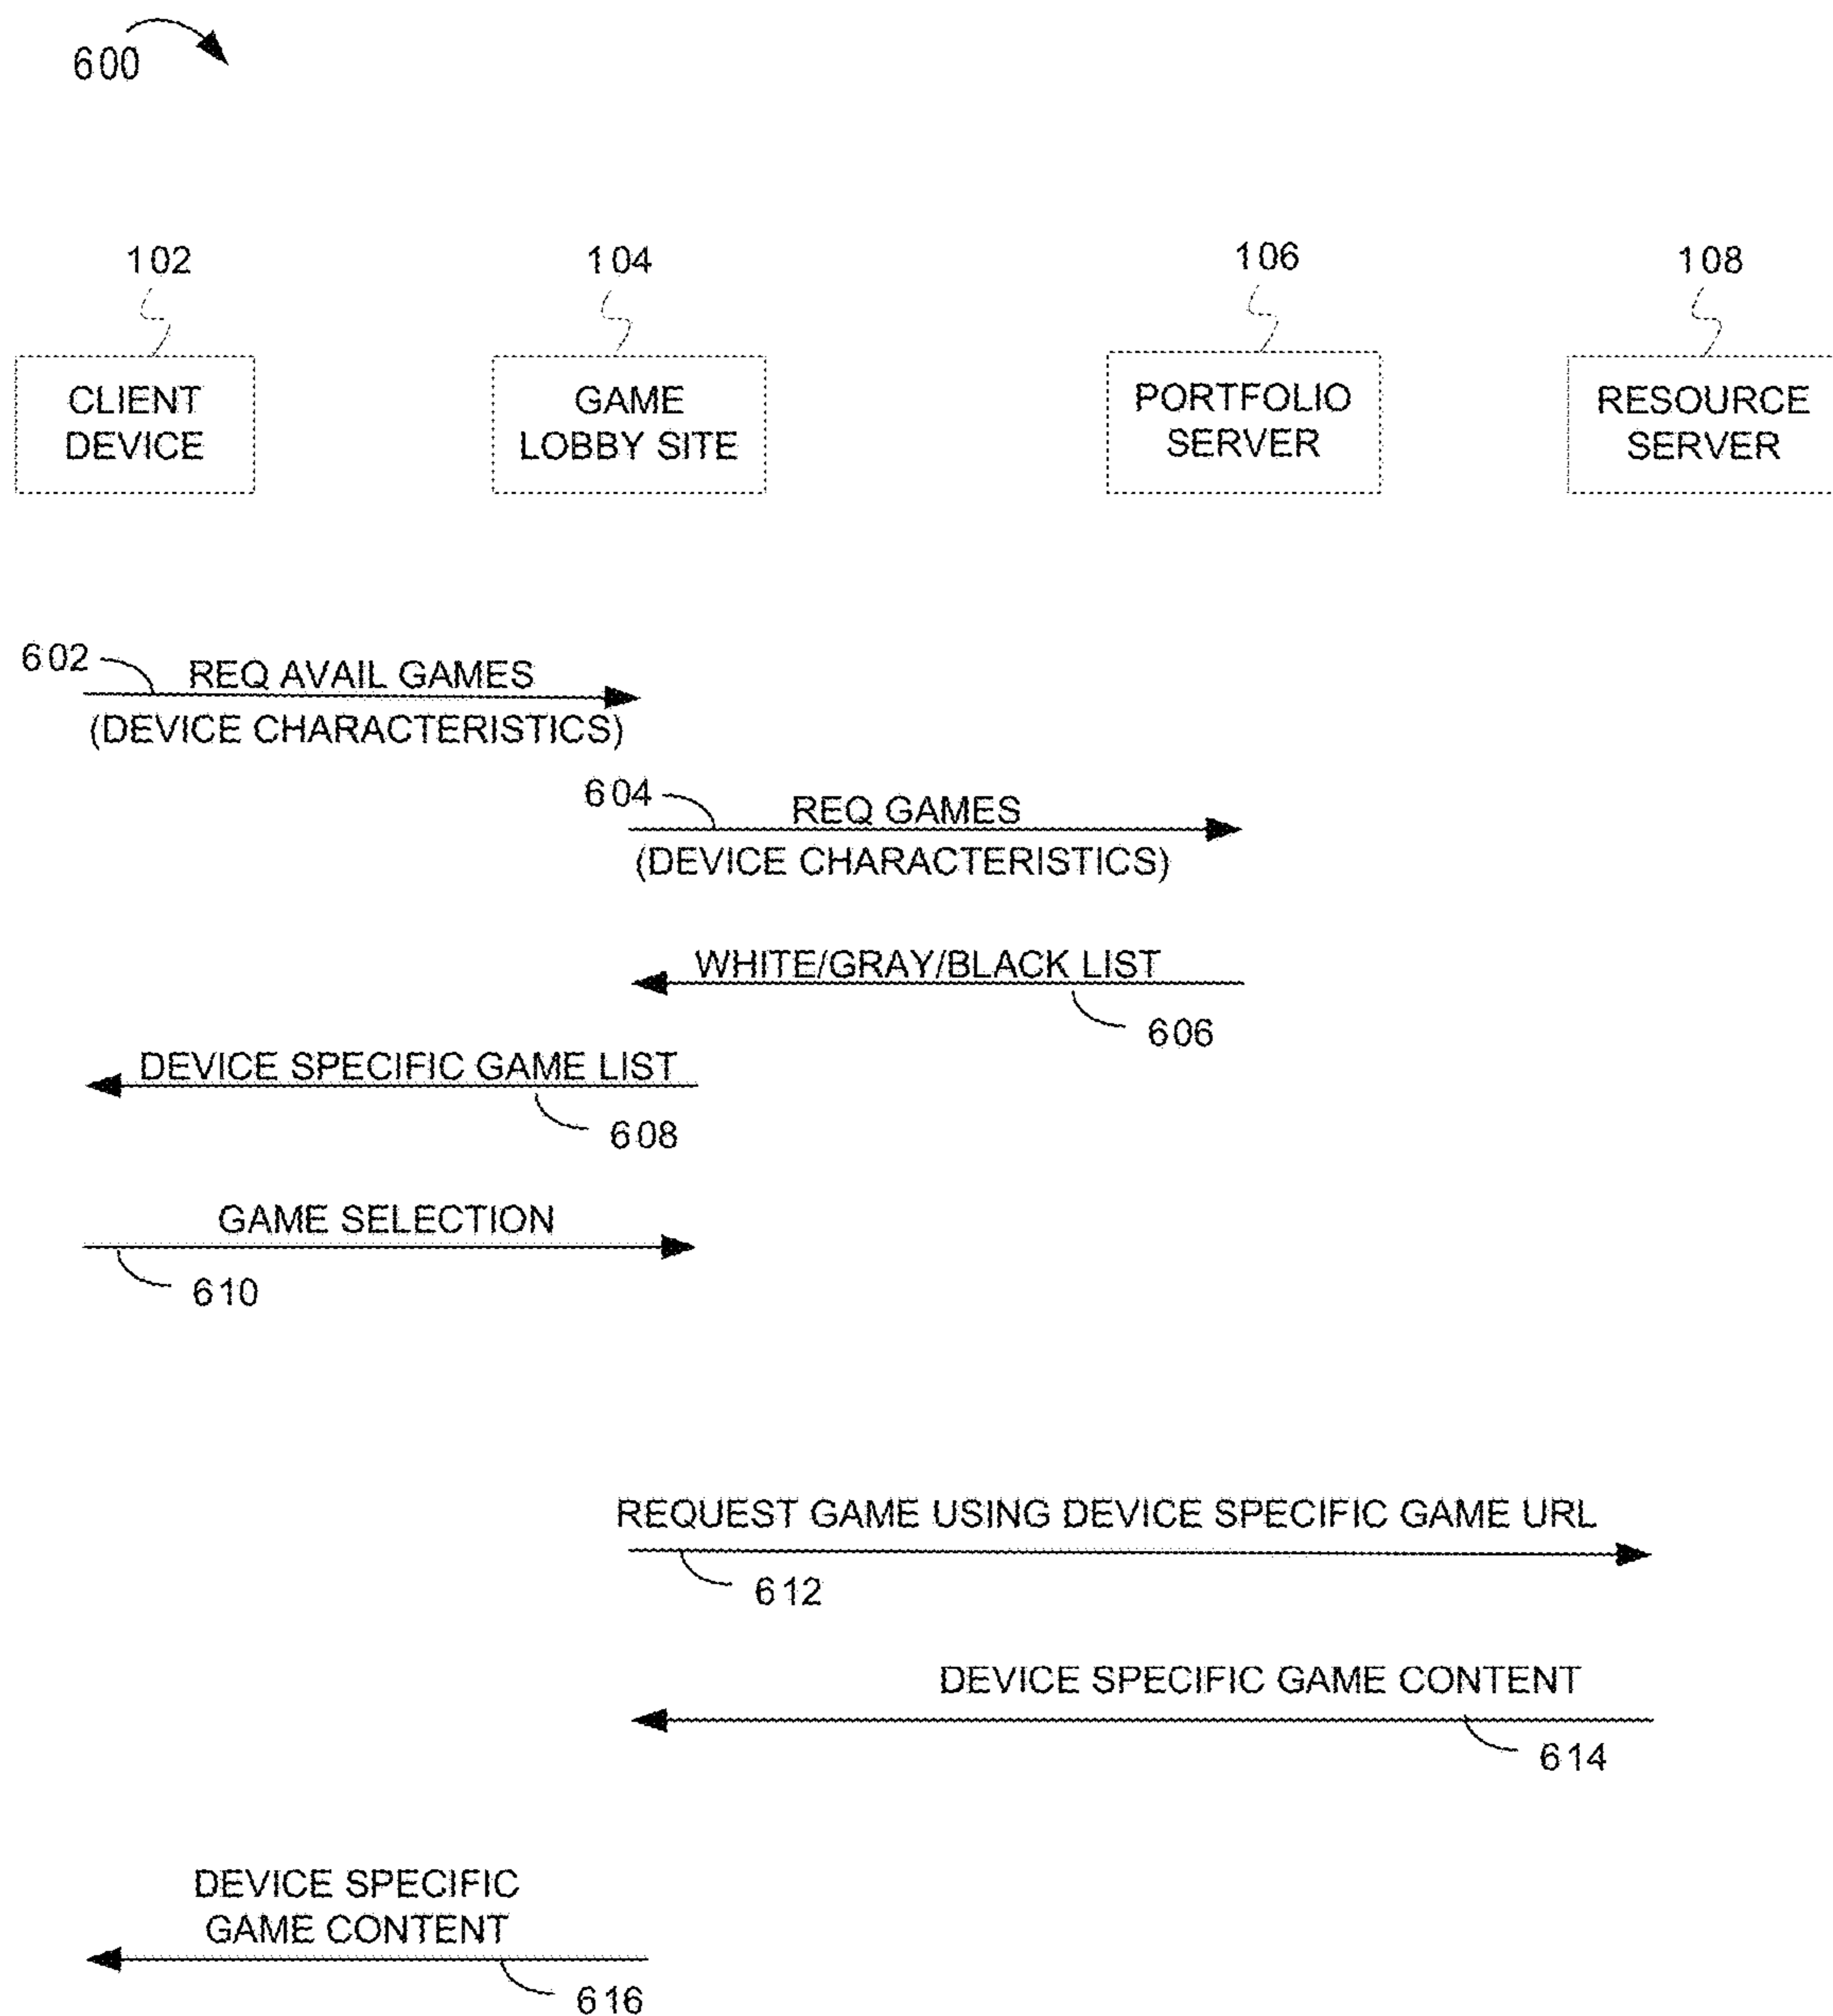 600
102
104
106
108
CLIENT
DEVICE
GAME
LOBBY SITE
PORTFOLIO
SERVER
RESOURCE
SERVER
602
REQ AVAIL GAMES
(DEVICE CHARACTERISTICS)
604
REQ GAMES
(DEVICE CHARACTERISTICS)
WHITE/GRAY/BLACK LIST
606
DEVICE SPECIFIC GAME LIST
608
GAME SELECTION
610
REQUEST GAME USING DEVICE SPECIFIC GAME URL
612
DEVICE SPECIFIC GAME CONTENT
614
DEVICE SPECIFIC
GAME CONTENT
616